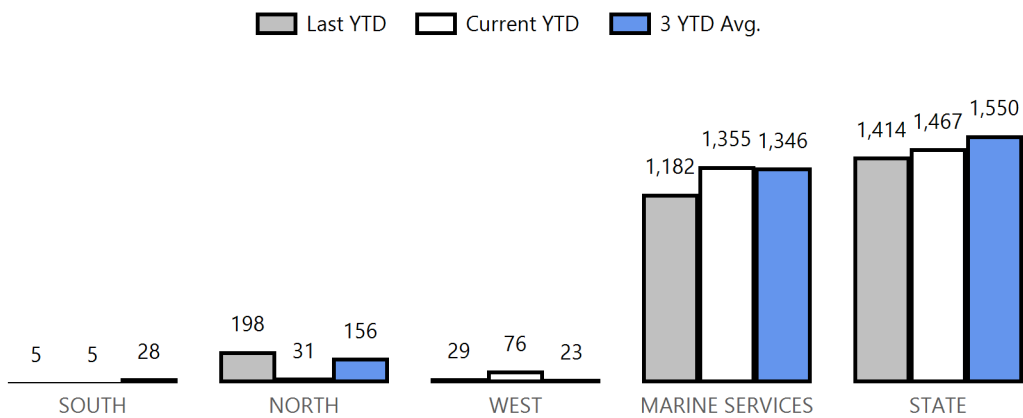 Last YTD Current YTD 3 YTD Avg.
5 5 28 198 31 156 29 76 23 1,182 1,355 1,346 1,414 1,467 1,550
SOUTH NORTH WEST MARINE SERVICES STATE